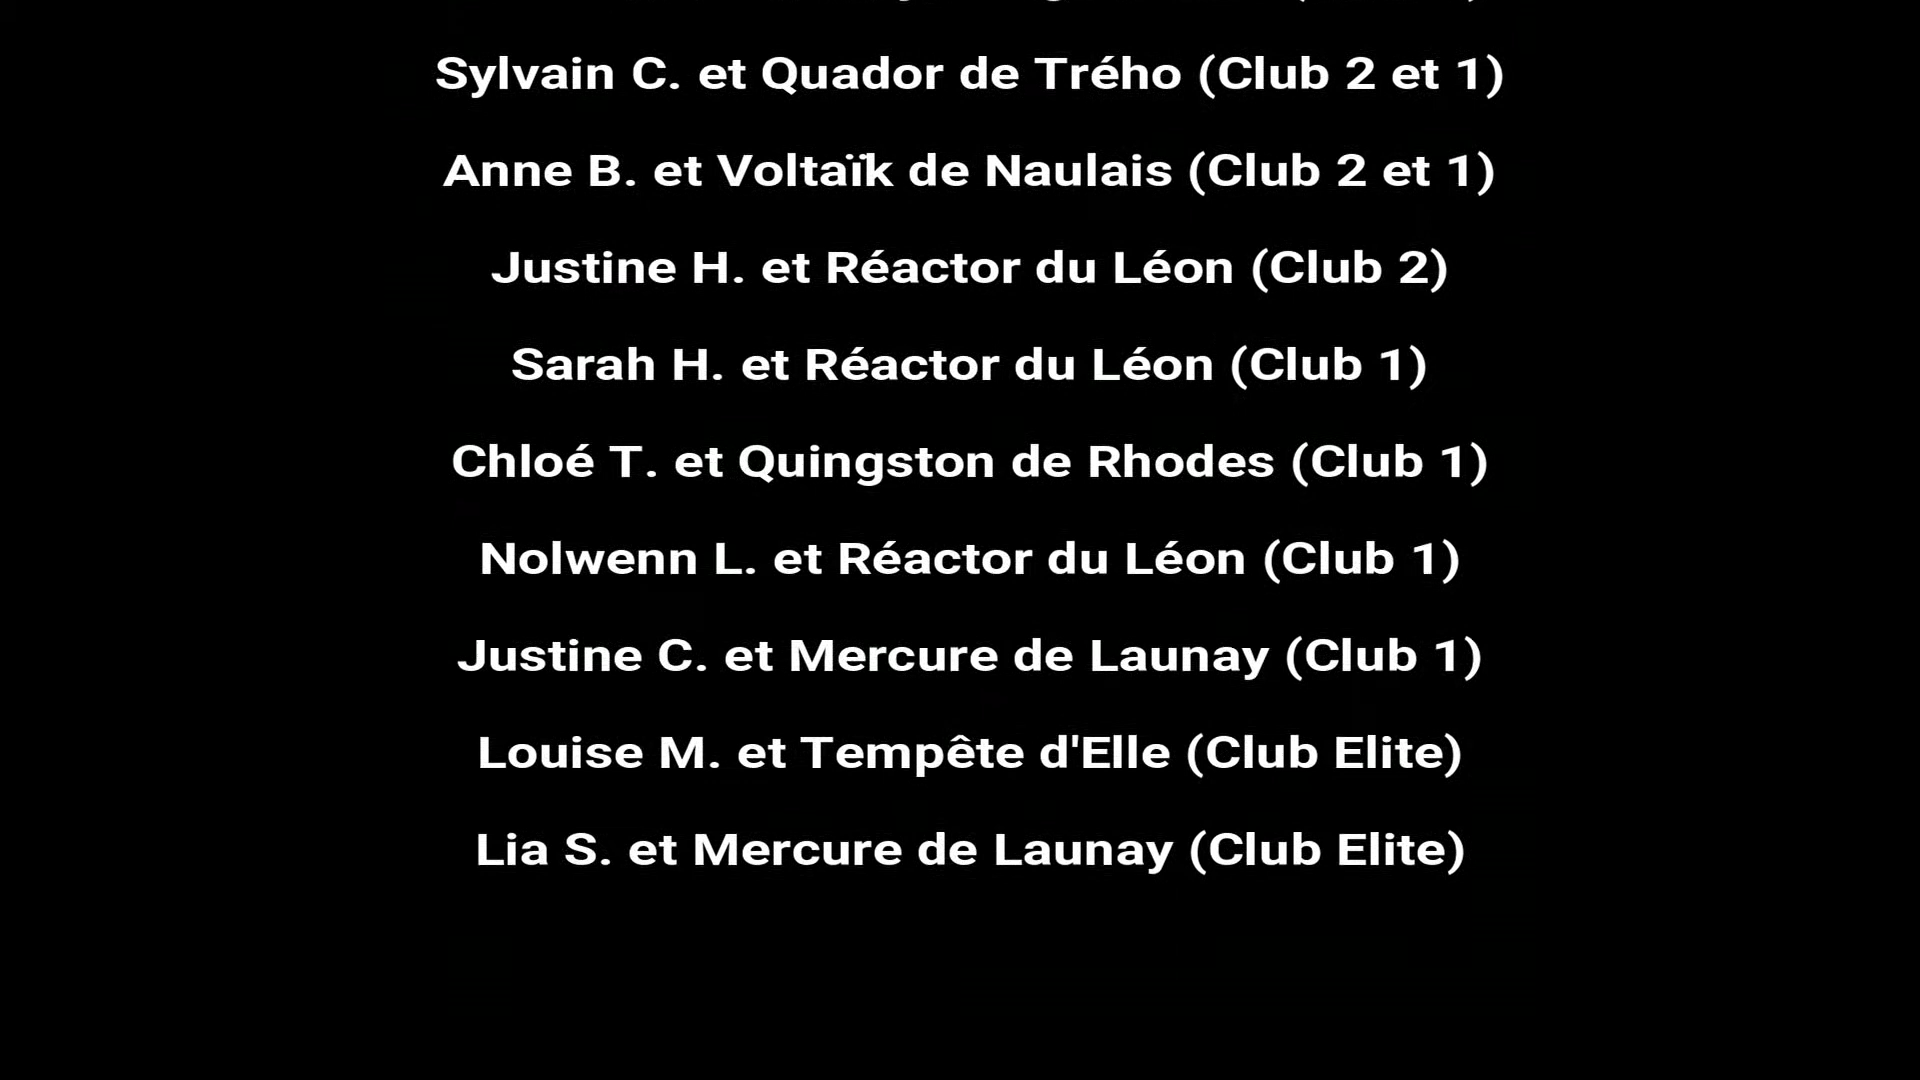 Sylvain C. et Quador de Trého (Club 2 et 1)
Anne B. et Voltaïk de Naulais (Club 2 et 1)
Justine H. et Réactor du Léon (Club 2)
Sarah H. et Réactor du Léon (Club 1)
Chloé T. et Quingston de Rhodes (Club 1)
Nolwenn L. et Réactor du Léon (Club 1)
Justine C. et Mercure de Launay (Club 1)
Louise M. et Tempête d'Elle (Club Elite)
Lia S. et Mercure de Launay (Club Elite)